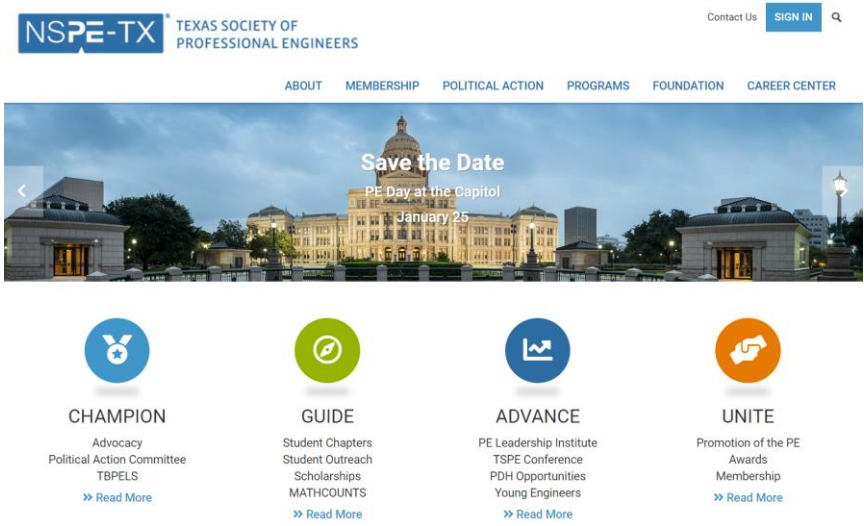 NSPE-TX®
TEXAS SOCIETY OF
PROFESSIONAL ENGINEERS
Contact Us
SIGN IN
ABOUT
MEMBERSHIP
POLITICAL ACTION
PROGRAMS
FOUNDATION
CAREER CENTER
Save the Date
PE Day at the Capitol
January 25
CHAMPION
Advocacy
Political Action Committee
TBPELS
>> Read More
GUIDE
Student Chapters
Student Outreach
Scholarships
MATHCOUNTS
>> Read More
ADVANCE
PE Leadership Institute
TSPE Conference
PDH Opportunities
Young Engineers
>> Read More
UNITE
Promotion of the PE
Awards
Membership
>> Read More